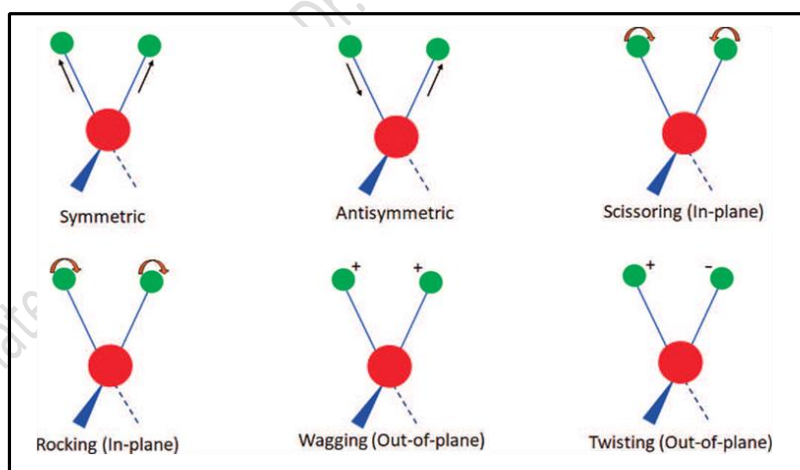 Symmetric
Antisymmetric
Scissoring (In-plane)
+
+
+
−
Rocking (In-plane)
Wagging (Out-of-plane)
Twisting (Out-of-plane)